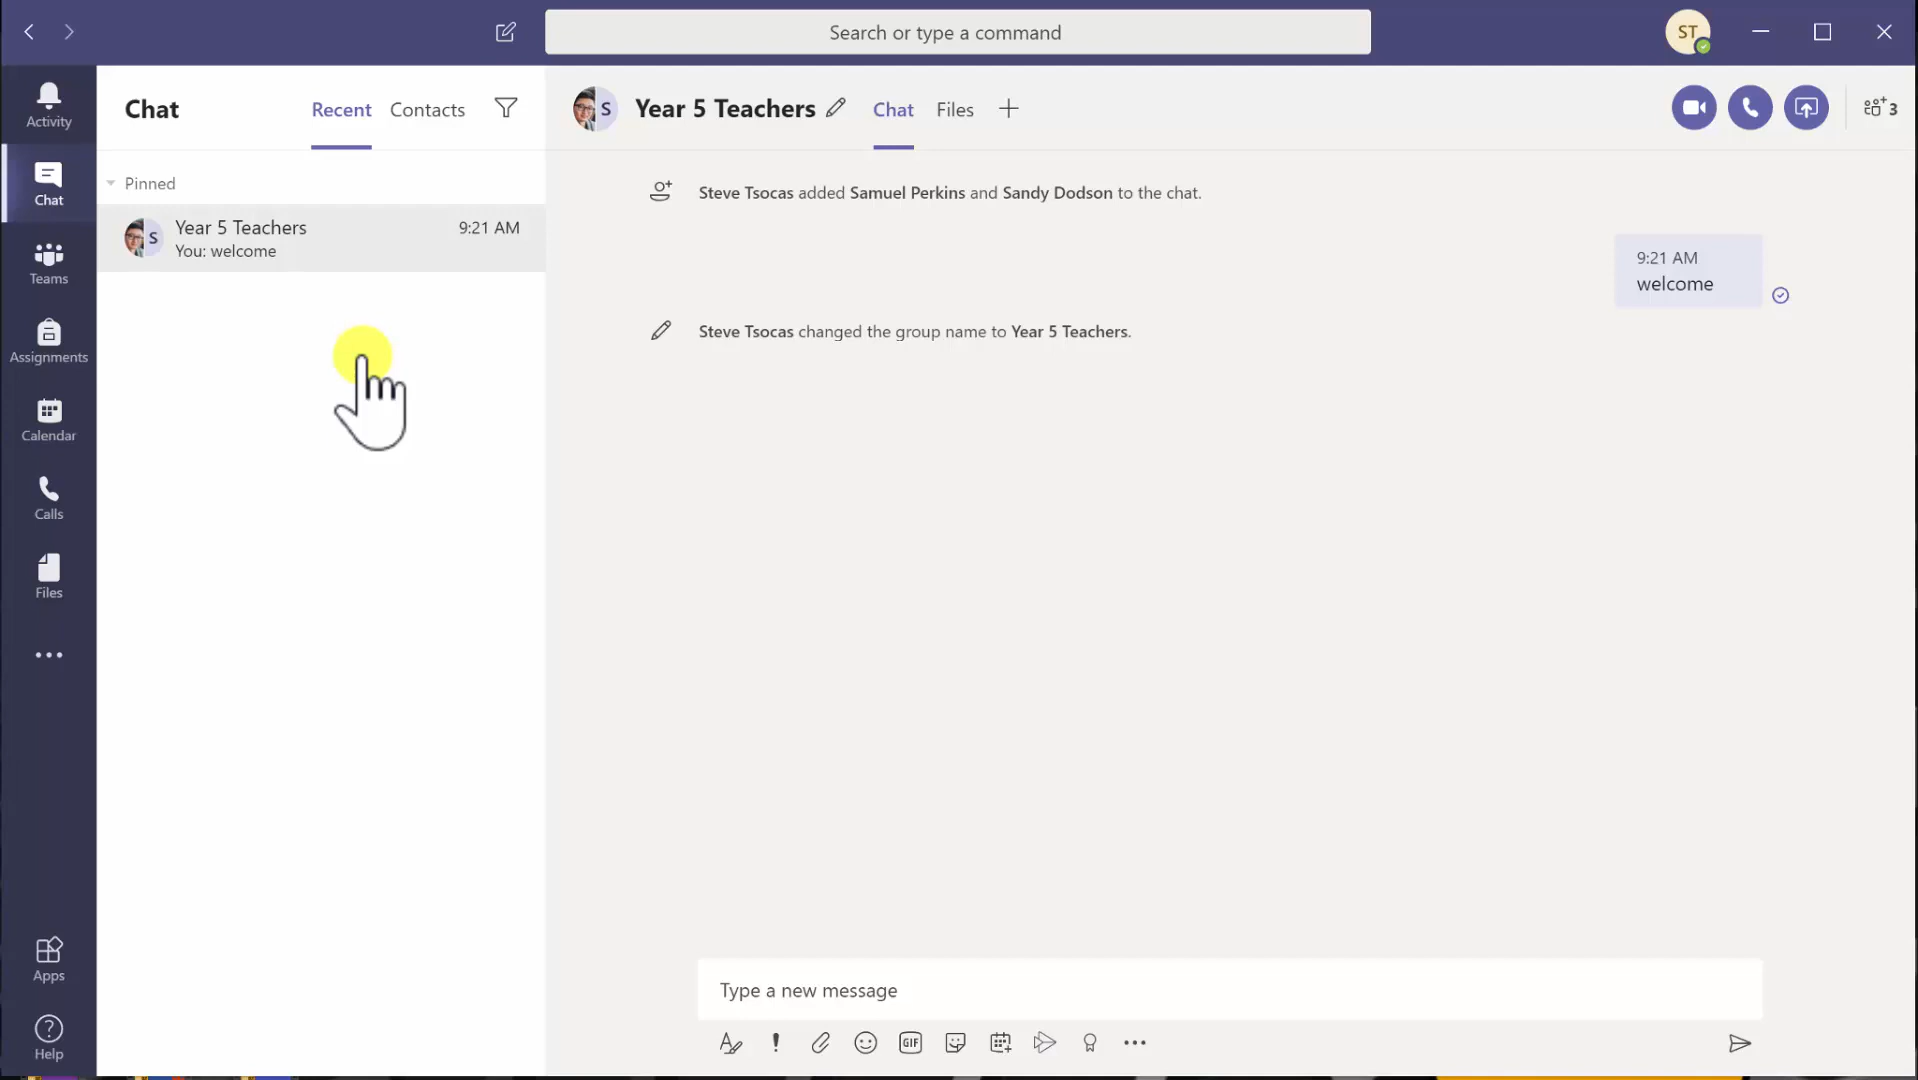 Search or type a command
ST
Activity
Chat
Teams
Assignments
Calendar
Calls
Files
Apps
Help
Chat
Recent
Contacts
Pinned
S
Year 5 Teachers
9:21 AM
You: welcome
S
Year 5 Teachers
Chat
Files
3
Steve Tsocas added Samuel Perkins and Sandy Dodson to the chat.
9:21 AM
welcome
Steve Tsocas changed the group name to Year 5 Teachers.
Type a new message
GIF